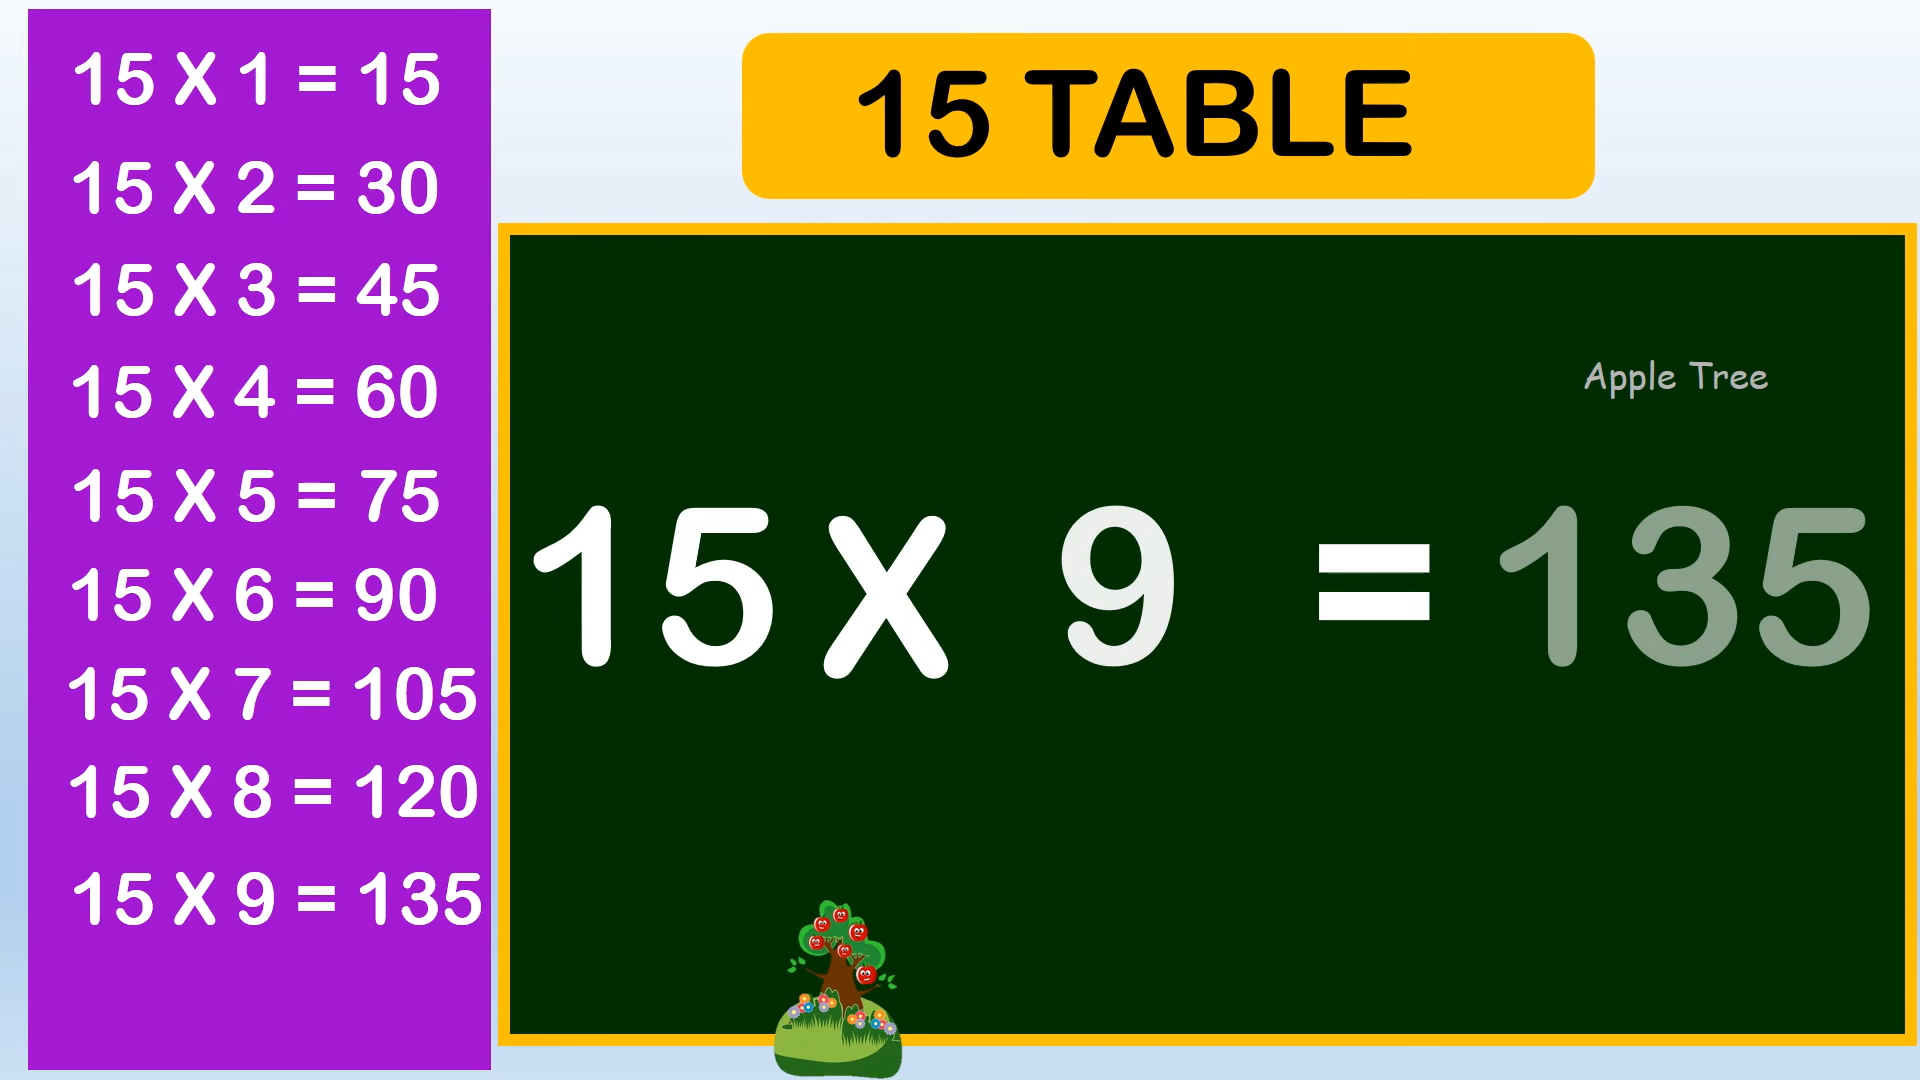 15 X 1 = 15
15 X 2 = 30
15 X 3 = 45
15 X 4 = 60
15 X 5 = 75
15 X 6 = 90
15 X 7 = 105
15 X 8 = 120
15 X 9 = 135
15 TABLE
Apple Tree
15 X 9 = 135